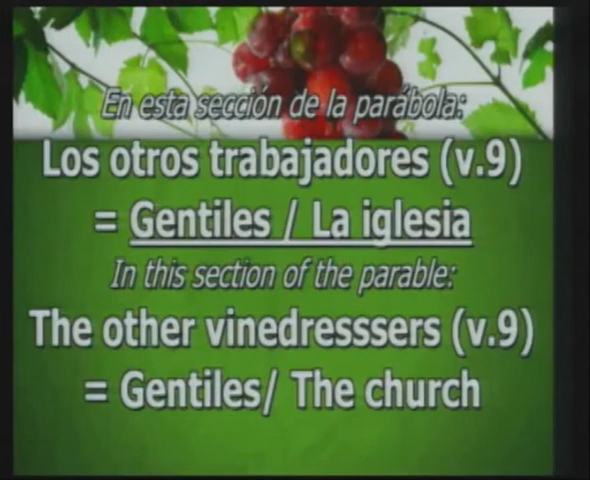 En esta sección de la parábola:
Los otros trabajadores (v.9)
= Gentiles / La iglesia
In this section of the parable:
The other vinedresssers (v.9)
= Gentiles/ The church